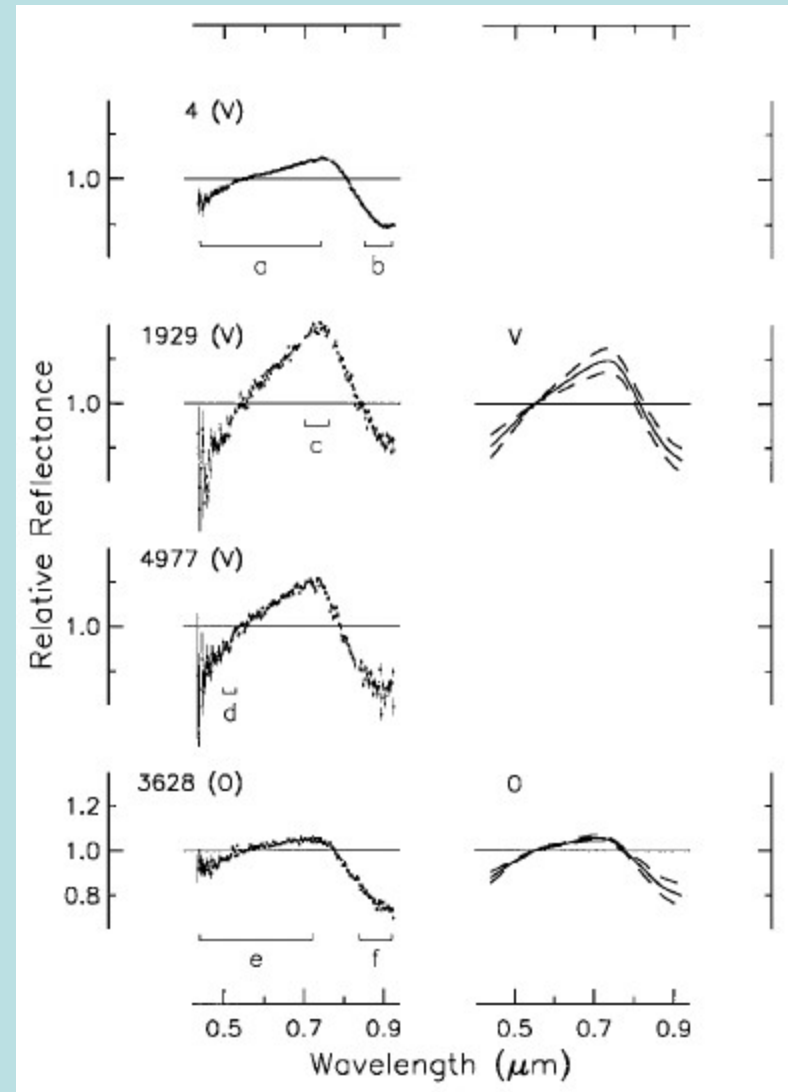 4 (V)
1.0
a b
1929 (V) V
1.0
c
4977 (V)
1.0
d
3628 (O) O
1.2
1.0
0.8
e f
0.5 0.7 0.9 0.5 0.7 0.9
Wavelength (μm)
Relative Reflectance